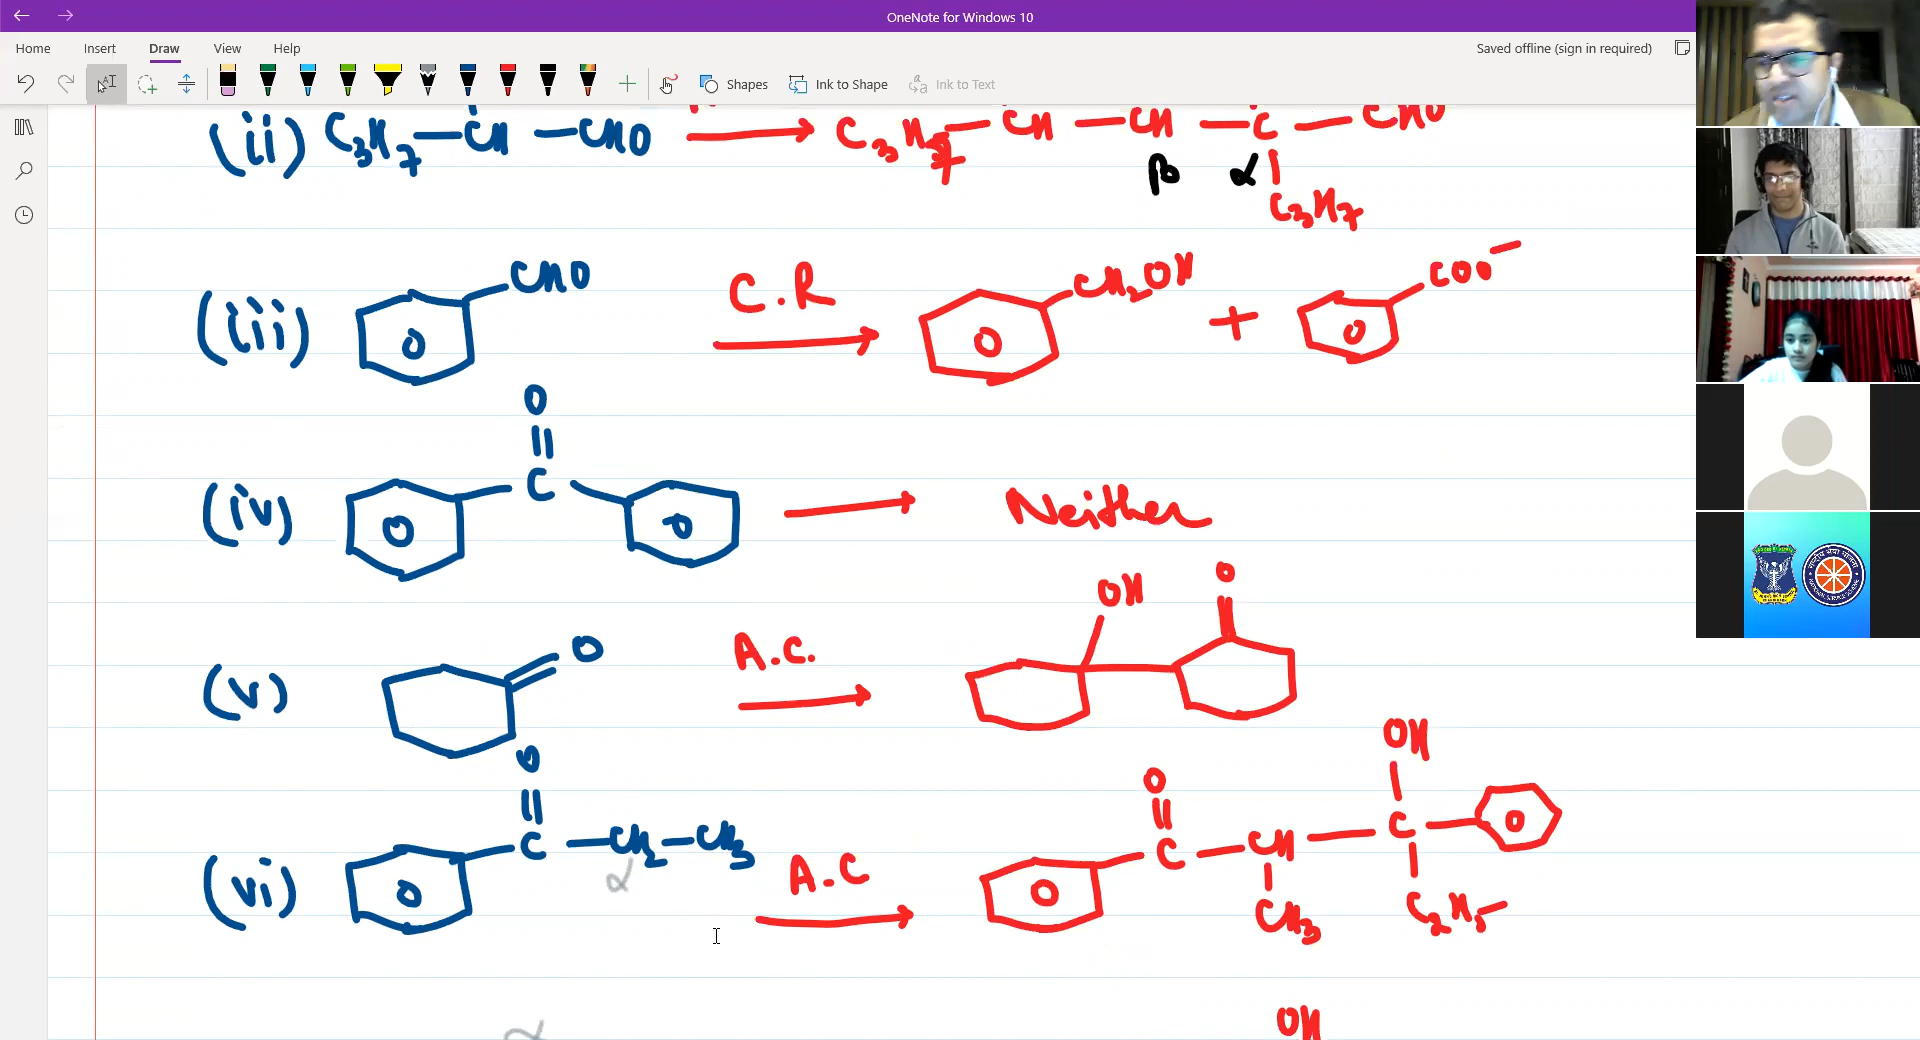 OneNote for Windows 10
Home Insert Draw View Help
Saved offline (sign in required)
Shapes Ink to Shape Ink to Text
(ii) C₃H₇ — CH — CHO → C₃H₇ — CH — CH — C — CHO
β α
C₃H₇
(iii) CHO C.R → CH₂OH + COO⁻
O
||
(iv) C → Neither
OH O
(v) O A.C. →
O OH
|| O
(vi) C — CH₂ — CH₃ A.C → C — CH — C
α
CH₃ C₂H₅
α OH